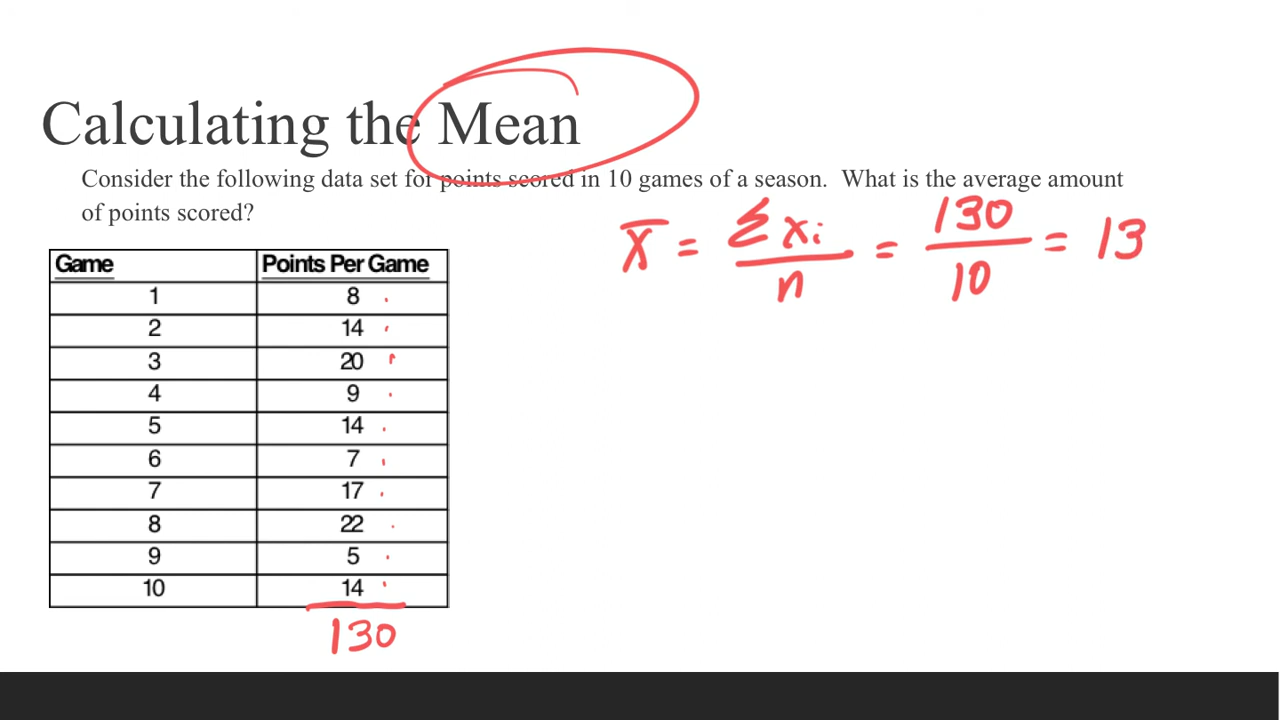 Calculating the Mean
Consider the following data set for points scored in 10 games of a season. What is the average amount
of points scored?
x̄ = Σxᵢ / n = 130 / 10 = 13
Game Points Per Game
1 8
2 14
3 20
4 9
5 14
6 7
7 17
8 22
9 5
10 14
130